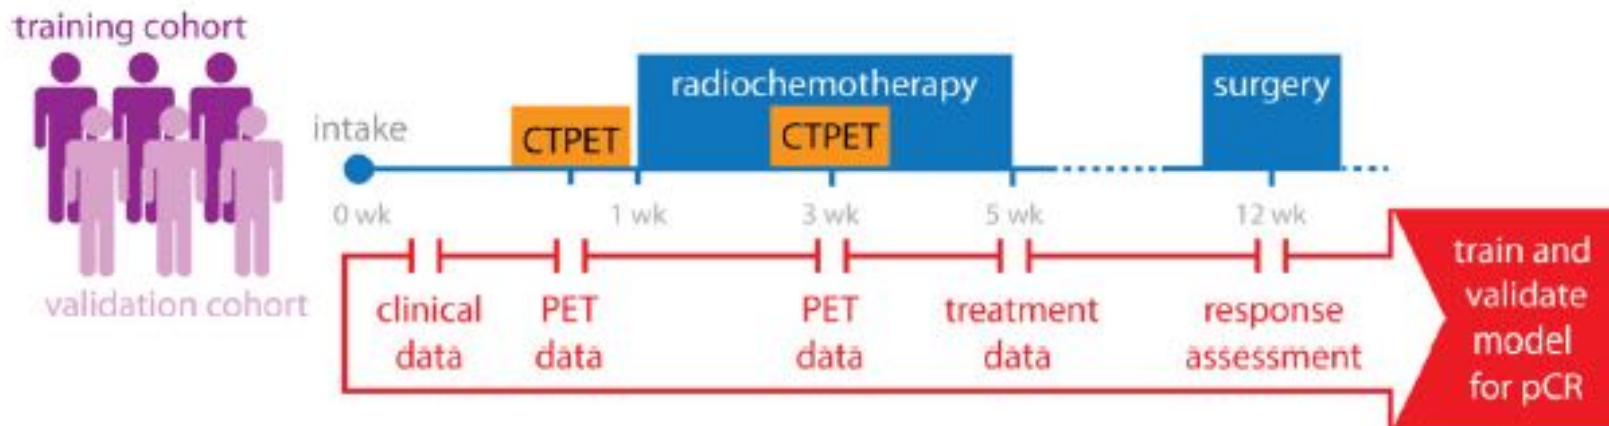 training cohort
validation cohort
intake
CTPET
radiochemotherapy
CTPET
surgery
0 wk
1 wk
3 wk
5 wk
12 wk
clinical
data
PET
data
PET
data
treatment
data
response
assessment
train and
validate
model
for pCR